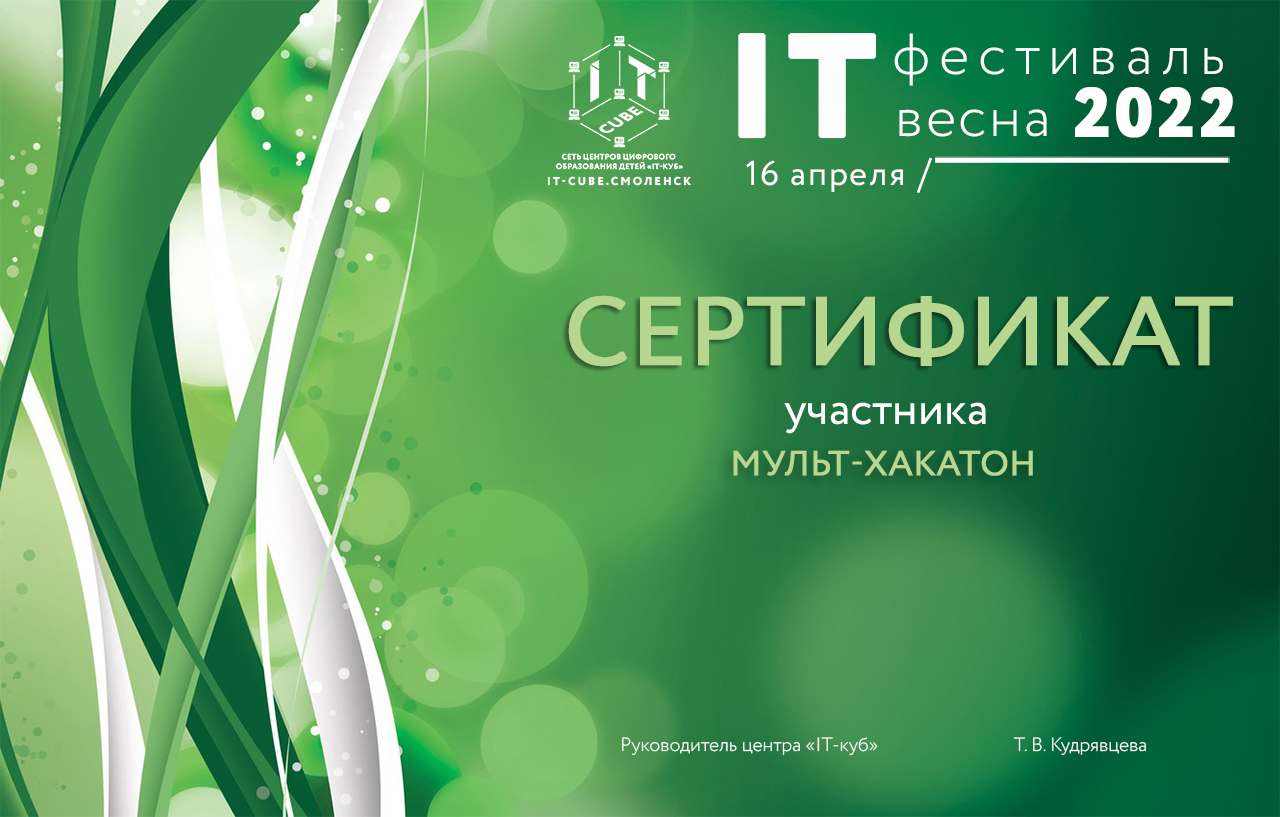 IT
CUBE
СЕТЬ ЦЕНТРОВ ЦИФРОВОГО
ОБРАЗОВАНИЯ ДЕТЕЙ «IT-КУБ»
IT-CUBE.СМОЛЕНСК
IT фестиваль
весна 2022
16 апреля /
СЕРТИФИКАТ
участника
МУЛЬТ-ХАКАТОН
Руководитель центра «IT-куб» Т. В. Кудрявцева